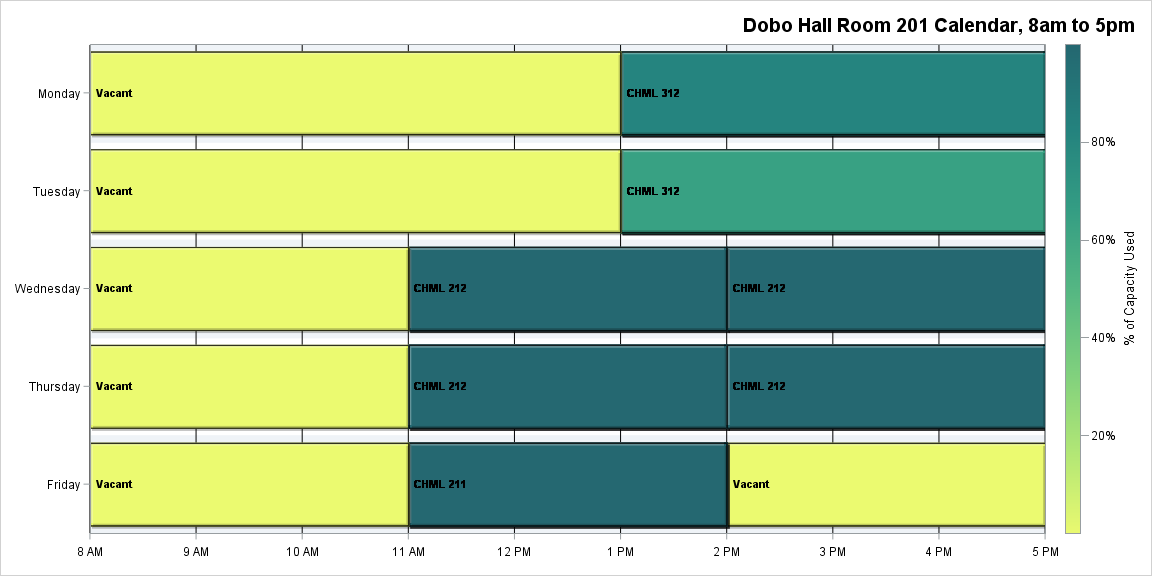 Dobo Hall Room 201 Calendar, 8am to 5pm
Monday
Vacant
CHML 312
Tuesday
Vacant
CHML 312
Wednesday
Vacant
CHML 212
CHML 212
Thursday
Vacant
CHML 212
CHML 212
Friday
Vacant
CHML 211
Vacant
8 AM
9 AM
10 AM
11 AM
12 PM
1 PM
2 PM
3 PM
4 PM
5 PM
80%
60%
40%
20%
% of Capacity Used